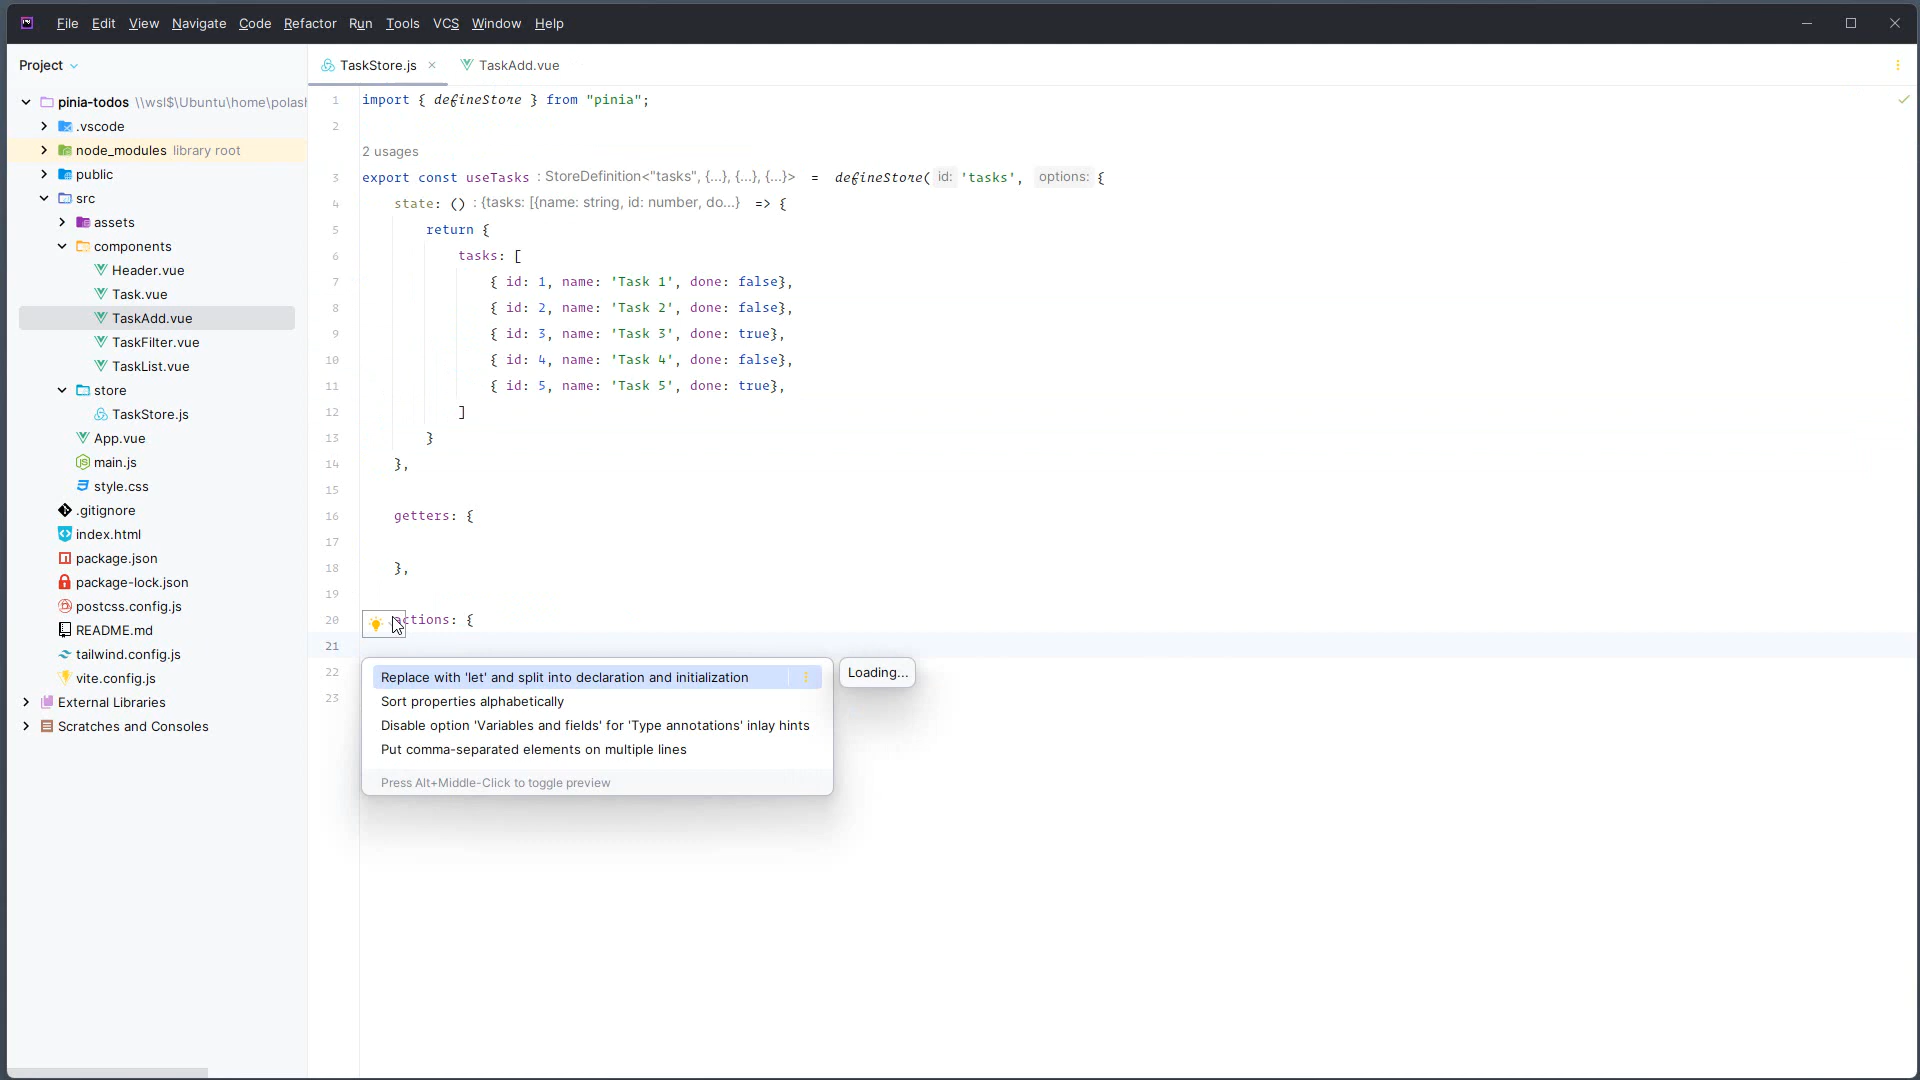 File Edit View Navigate Code Refactor Run Tools VCS Window Help
Project
TaskStore.js
TaskAdd.vue
pinia-todos \\wsl$\Ubuntu\home\polash
.vscode
node_modules library root
public
src
assets
components
Header.vue
Task.vue
TaskAdd.vue
TaskFilter.vue
TaskList.vue
store
TaskStore.js
App.vue
main.js
style.css
.gitignore
index.html
package.json
package-lock.json
postcss.config.js
README.md
tailwind.config.js
vite.config.js
External Libraries
Scratches and Consoles
1 import { defineStore } from "pinia";
2
2 usages
3 export const useTasks : StoreDefinition<"tasks", {...}, {...}, {...}> = defineStore( id: 'tasks', options: {
4 state: () : {tasks: [{name: string, id: number, do...} => {
5 return {
6 tasks: [
7 { id: 1, name: 'Task 1', done: false},
8 { id: 2, name: 'Task 2', done: false},
9 { id: 3, name: 'Task 3', done: true},
10 { id: 4, name: 'Task 4', done: false},
11 { id: 5, name: 'Task 5', done: true},
12 ]
13 }
14 },
15
16 getters: {
17
18 },
19
20 actions: {
21
22
23
Replace with 'let' and split into declaration and initialization
Sort properties alphabetically
Disable option 'Variables and fields' for 'Type annotations' inlay hints
Put comma-separated elements on multiple lines
Press Alt+Middle-Click to toggle preview
Loading...